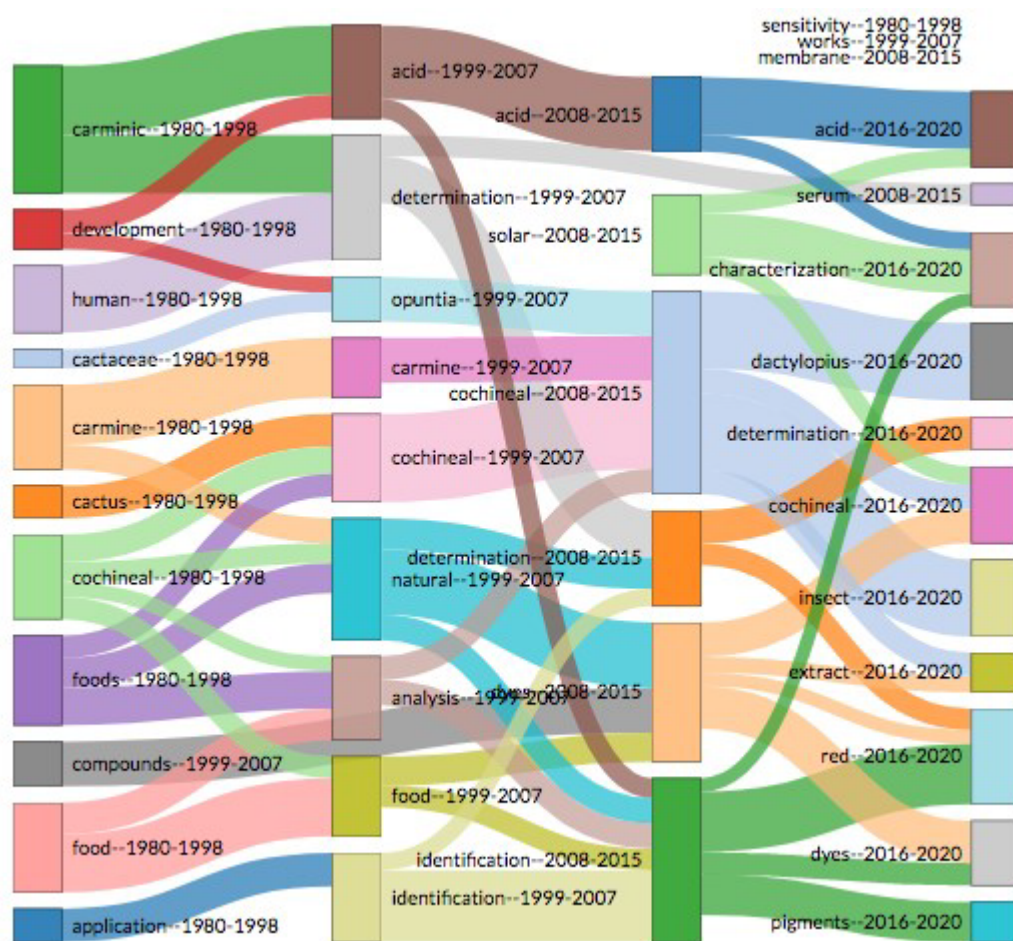 sensitivity--1980-1998
works--1999-2007
membrane--2008-2015
acid--1999-2007
acid--2008-2015
carminic--1980-1998
acid--2016-2020
determination--1999-2007
serum--2008-2015
development--1980-1998
solar--2008-2015
characterization--2016-2020
human--1980-1998
opuntia--1999-2007
cactaceae--1980-1998
carmine--1999-2007
dactylopius--2016-2020
cochineal--2008-2015
carmine--1980-1998
determination--2016-2020
cochineal--1999-2007
cactus--1980-1998
cochineal--2016-2020
determination--2008-2015
cochineal--1980-1998
natural--1999-2007
insect--2016-2020
foods--1980-1998
extract--2016-2020
dyes--2008-2015
analysis--1999-2007
compounds--1999-2007
red--2016-2020
food--1999-2007
food--1980-1998
dyes--2016-2020
identification--2008-2015
identification--1999-2007
application--1980-1998
pigments--2016-2020